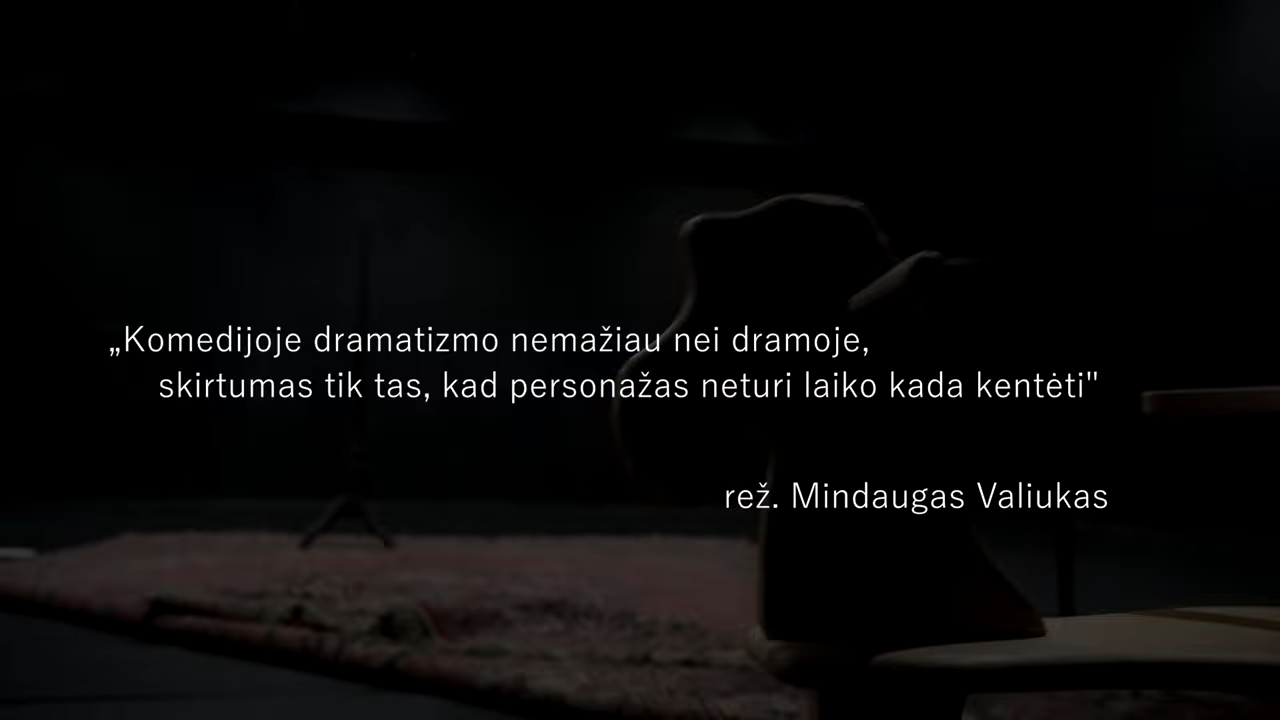 „Komedijoje dramatizmo nemažiau nei dramoje,
skirtumas tik tas, kad personažas neturi laiko kada kentėti"
rež. Mindaugas Valiukas